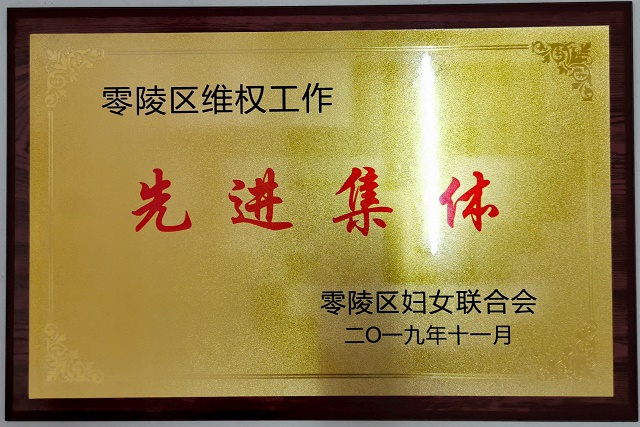 零陵区维权工作
先进集体
零陵区妇女联合会
二〇一九年十一月